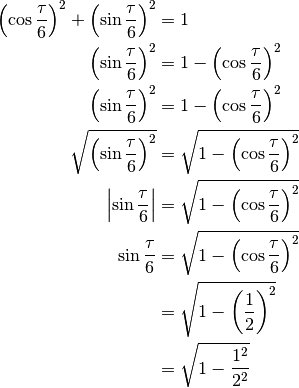 (cos τ/6)² + (sin τ/6)² = 1
(sin τ/6)² = 1 − (cos τ/6)²
(sin τ/6)² = 1 − (cos τ/6)²
√((sin τ/6)²) = √(1 − (cos τ/6)²)
|sin τ/6| = √(1 − (cos τ/6)²)
sin τ/6 = √(1 − (cos τ/6)²)
= √(1 − (1/2)²)
= √(1 − 1²/2²)